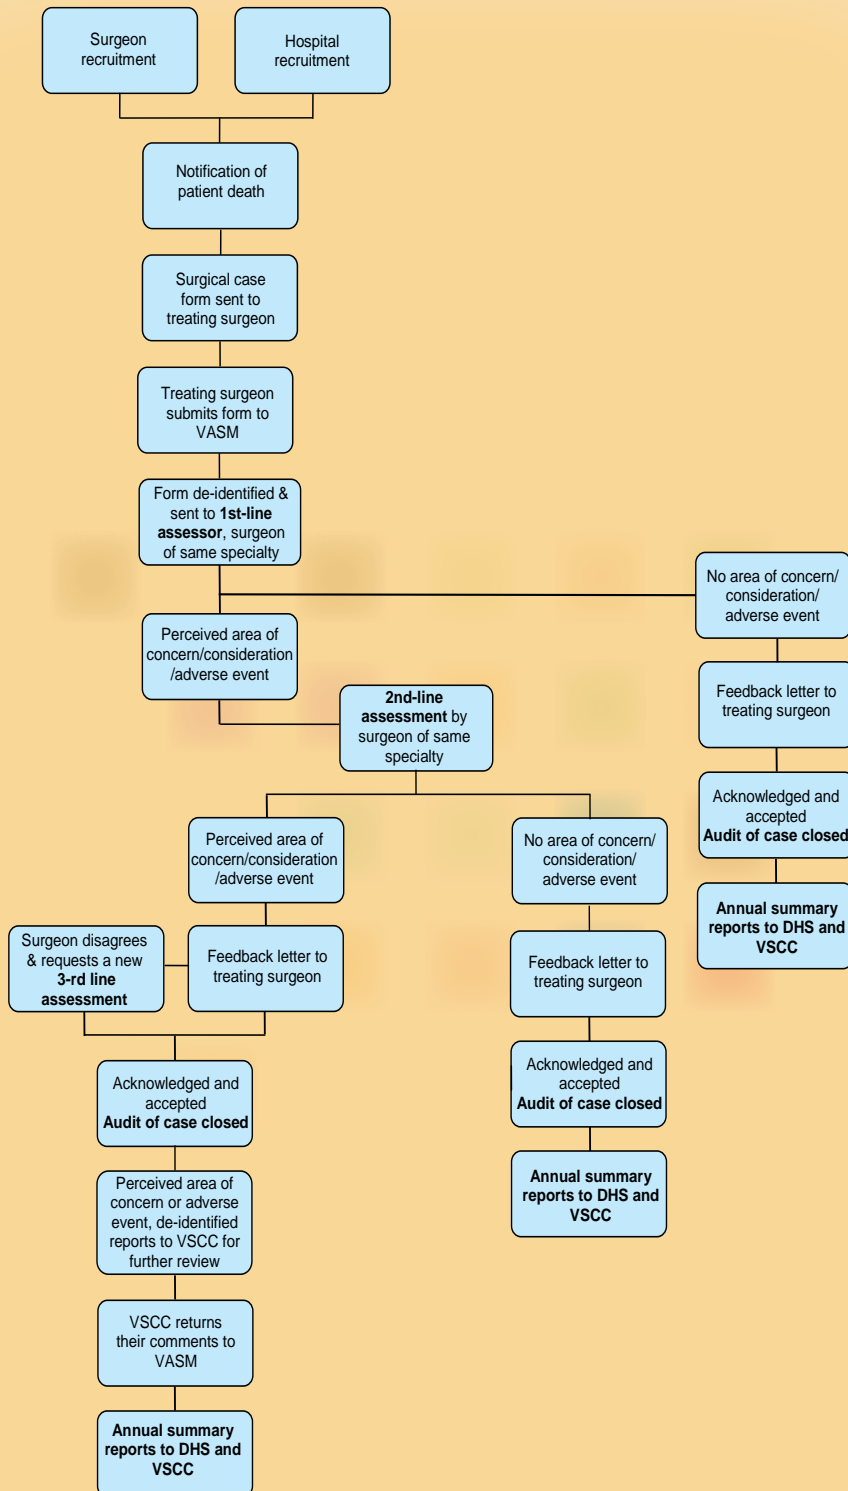 Surgeon
recruitment
Hospital
recruitment
Notification of
patient death
Surgical case
form sent to
treating surgeon
Treating surgeon
submits form to
VASM
Form de-identified &
sent to 1st-line
assessor, surgeon
of same specialty
No area of concern/
consideration/
adverse event
Perceived area of
concern/consideration
/adverse event
Feedback letter to
treating surgeon
2nd-line
assessment by
surgeon of same
specialty
Acknowledged and
accepted
Audit of case closed
Perceived area of
concern/consideration
/adverse event
No area of concern/
consideration/
adverse event
Annual summary
reports to DHS and
VSCC
Surgeon disagrees
& requests a new
3-rd line
assessment
Feedback letter to
treating surgeon
Feedback letter to
treating surgeon
Acknowledged and
accepted
Audit of case closed
Acknowledged and
accepted
Audit of case closed
Annual summary
reports to DHS and
VSCC
Perceived area of
concern or adverse
event, de-identified
reports to VSCC for
further review
VSCC returns
their comments to
VASM
Annual summary
reports to DHS and
VSCC